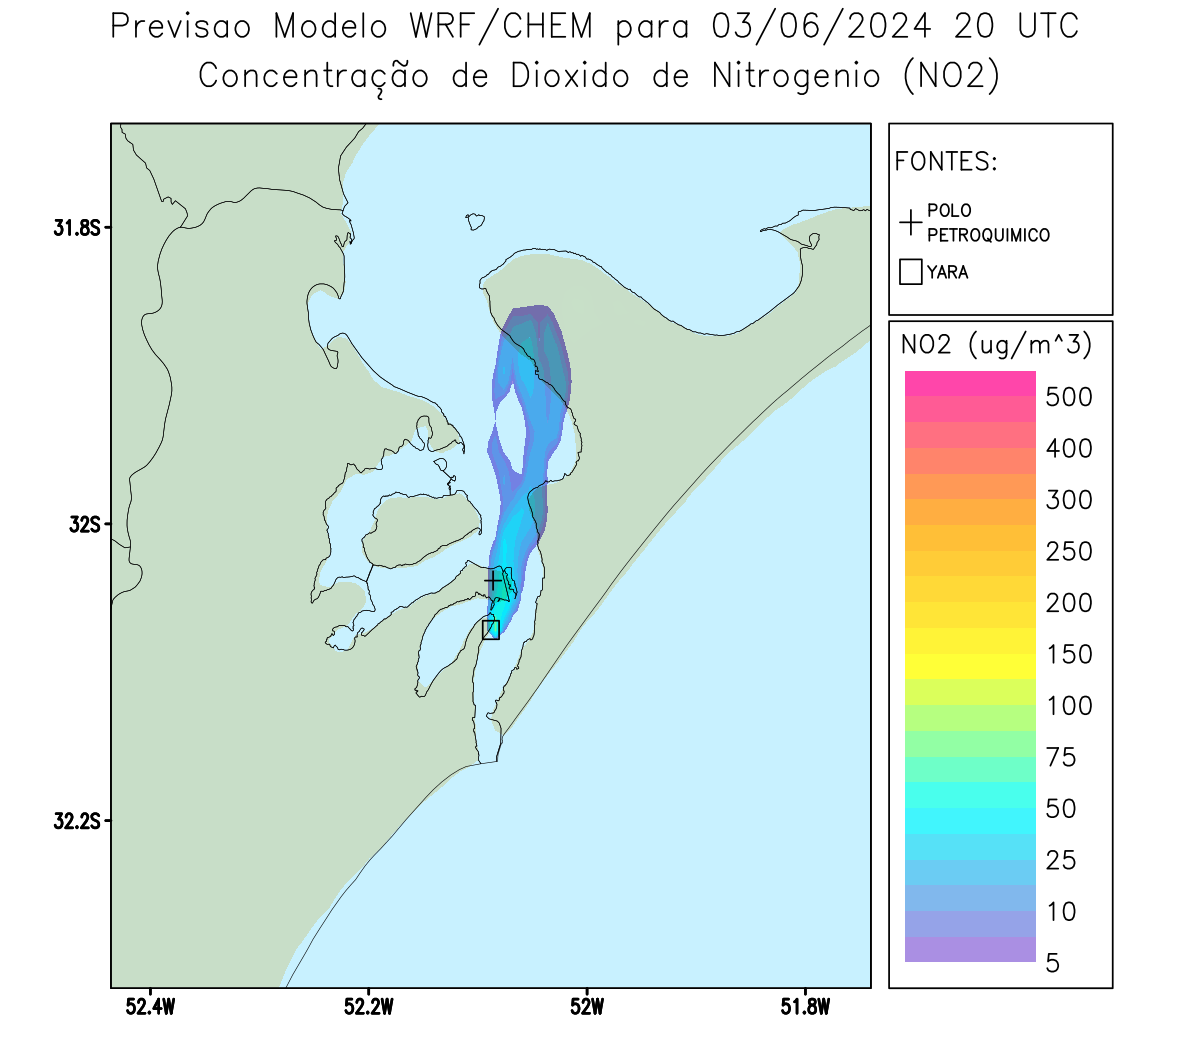 Previsao Modelo WRF/CHEM para 03/06/2024 20 UTC
Concentração de Dioxido de Nitrogenio (NO2)
FONTES:
POLO
PETROQUIMICO
YARA
31.8S
32S
32.2S
52.4W
52.2W
52W
51.8W
NO2 (ug/m^3)
500
400
300
250
200
150
100
75
50
25
10
5